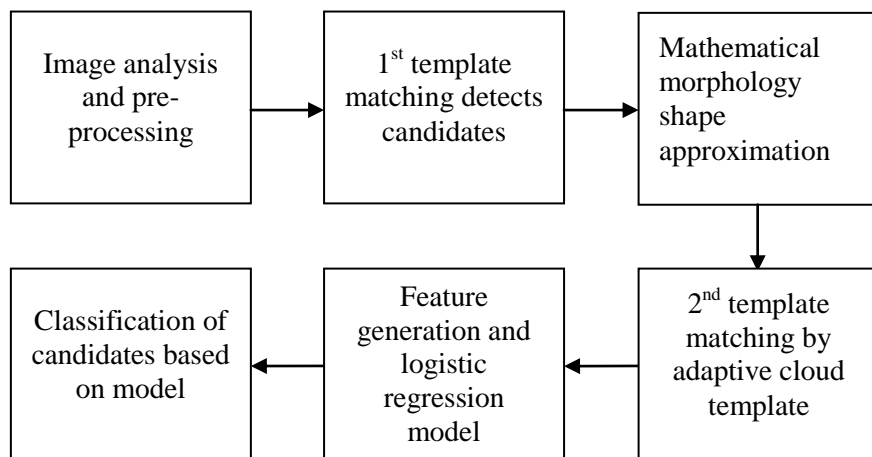 Image analysis
and pre-
processing
1st template
matching detects
candidates
Mathematical
morphology
shape
approximation
2nd template
matching by
adaptive cloud
template
Feature
generation and
logistic
regression
model
Classification of
candidates based
on model